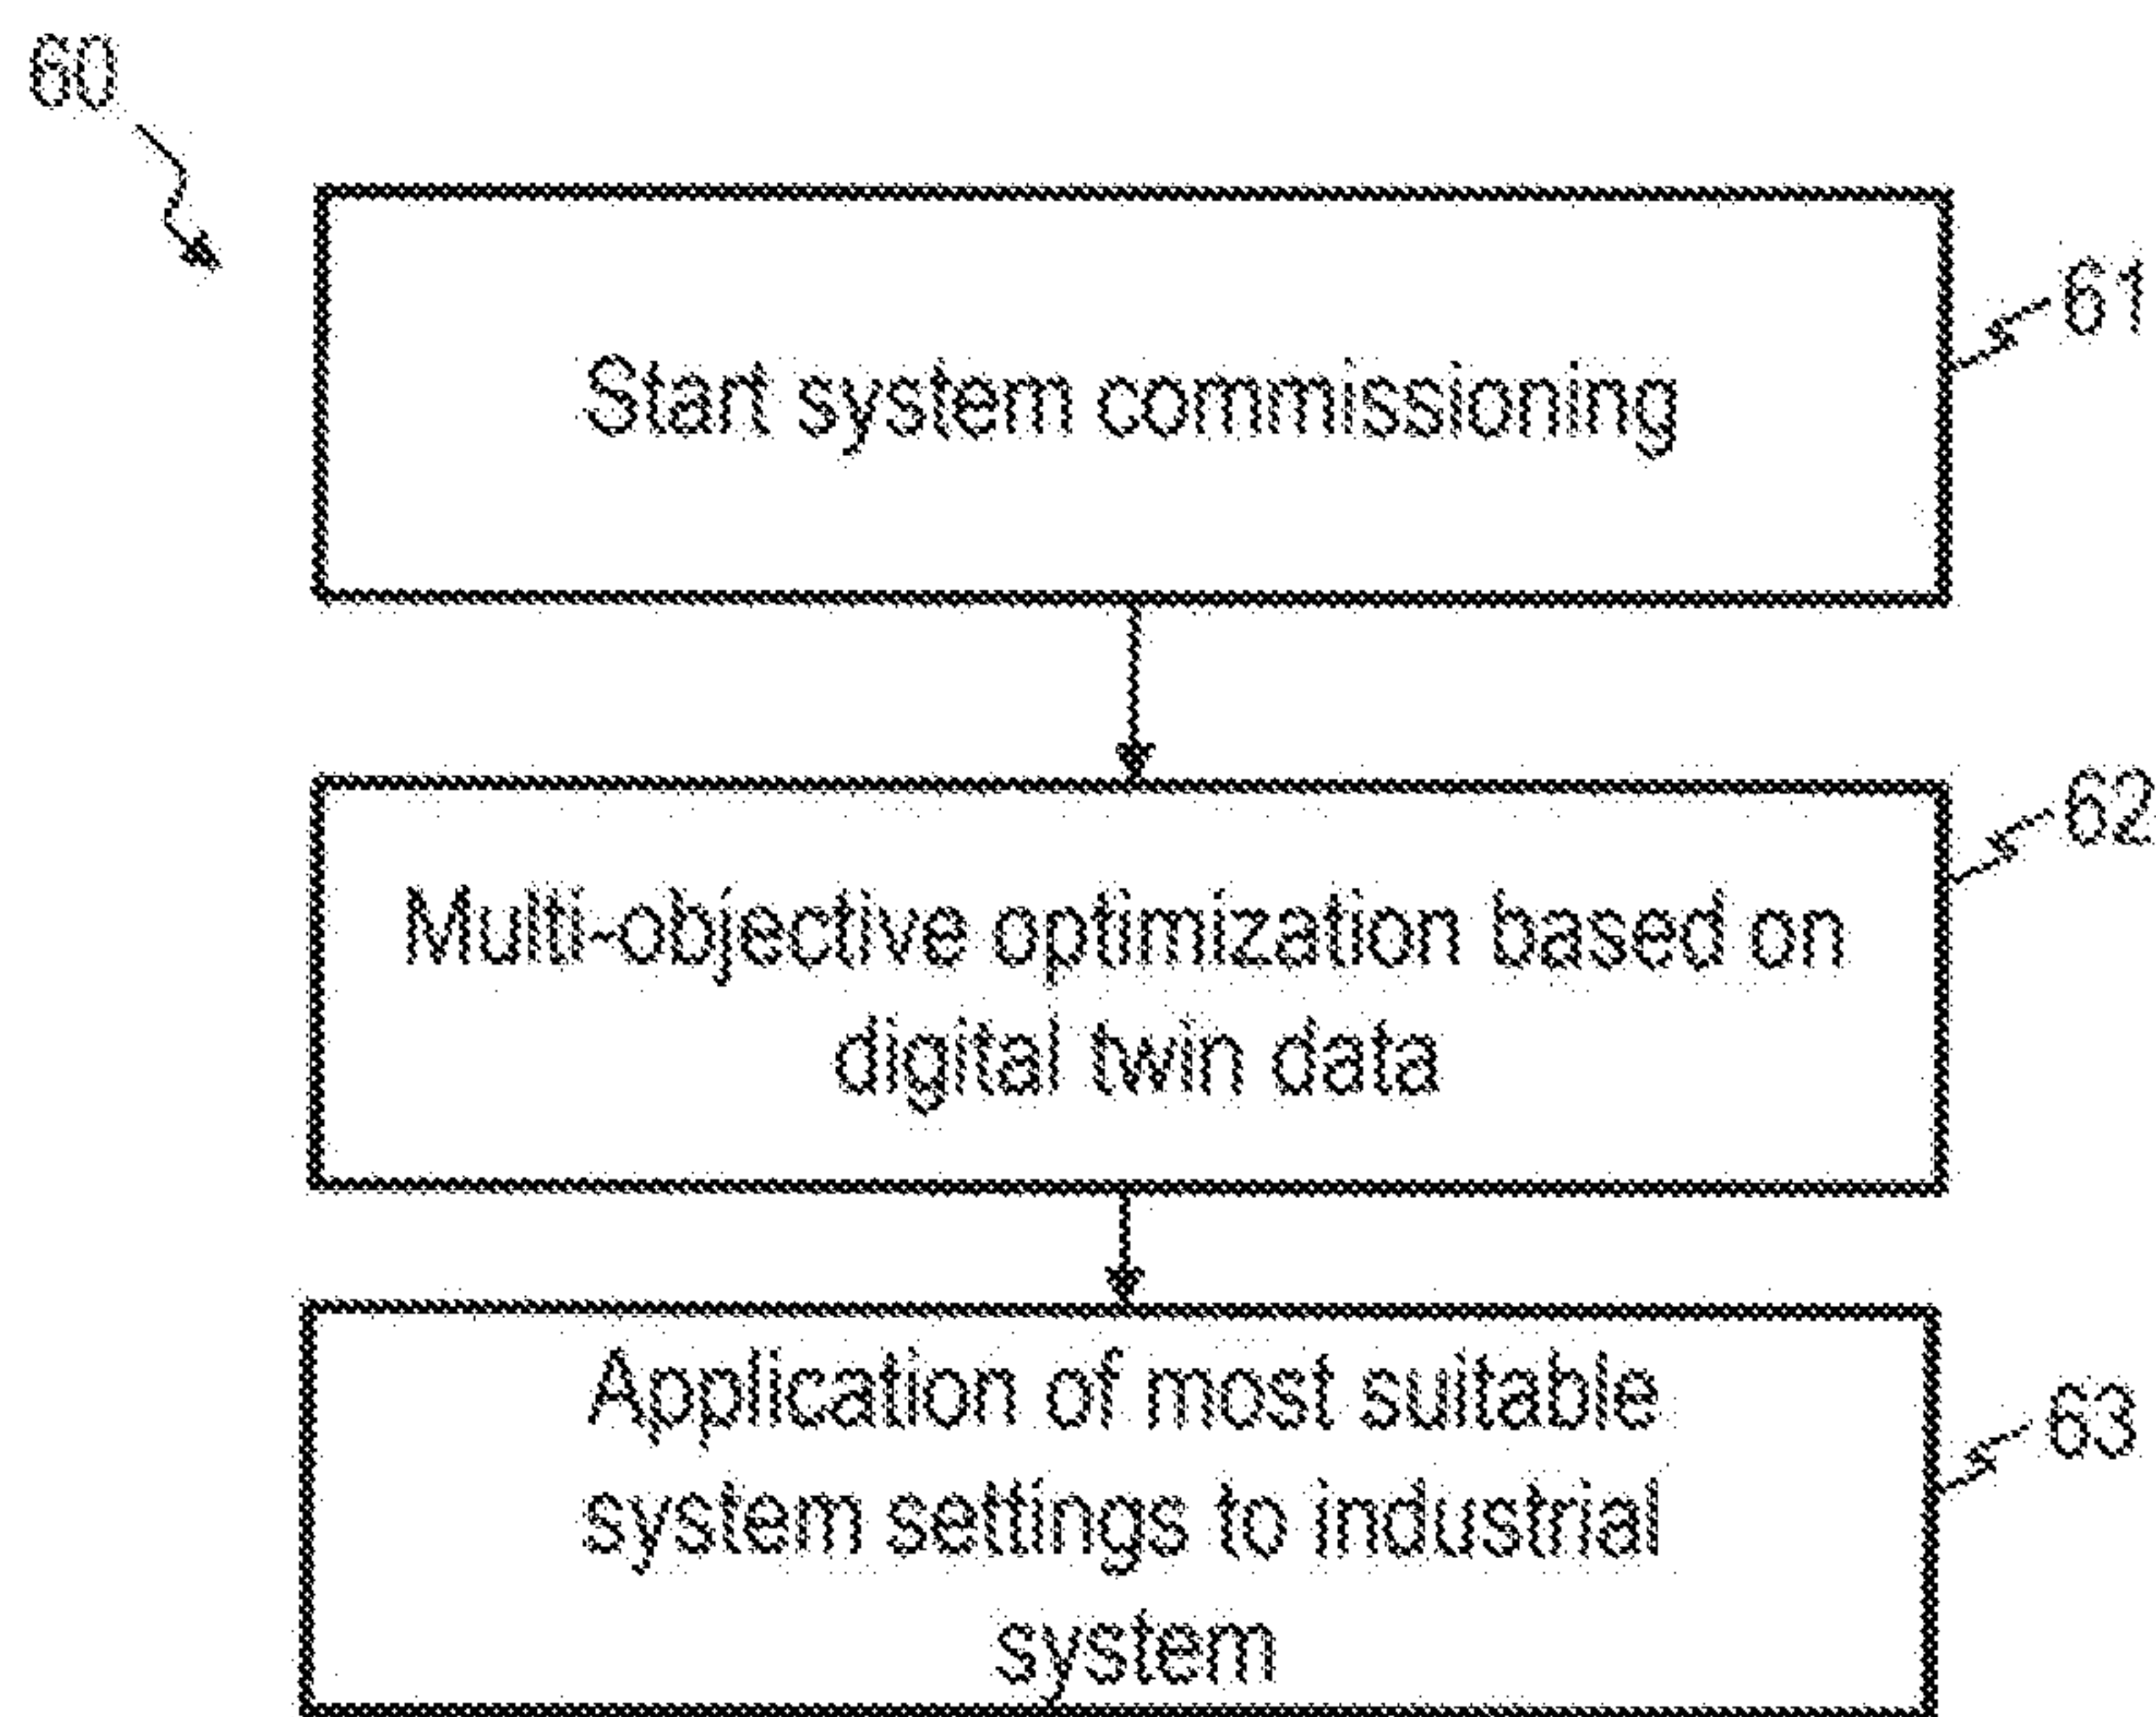 60
61
Start system commissioning
62
Multi-objective optimization based on
digital twin data
63
Application of most suitable
system settings to industrial
system